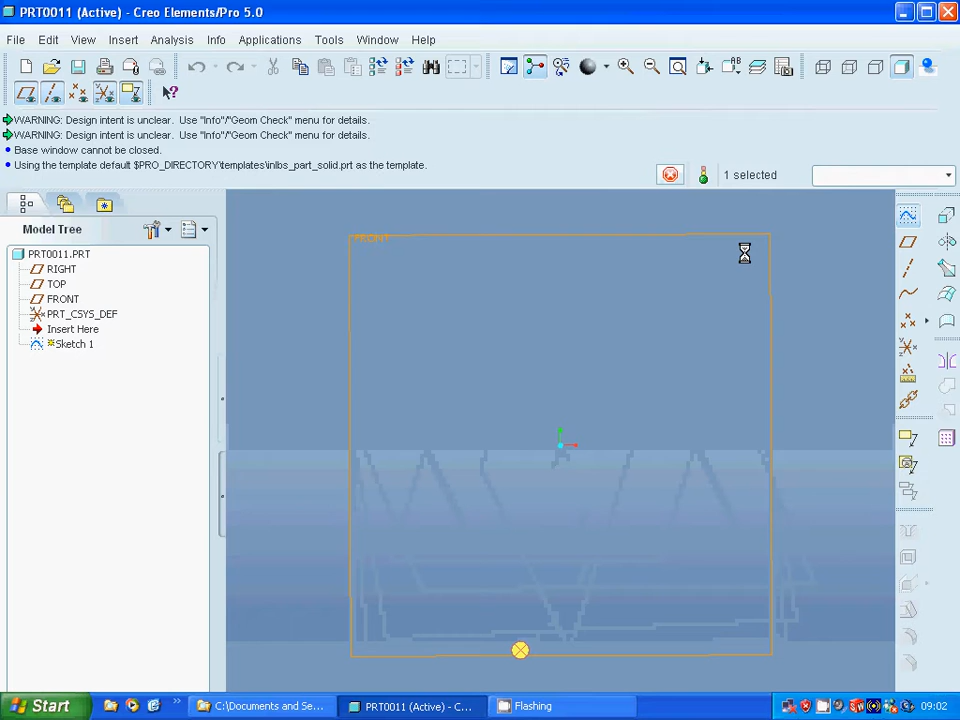 PRT0011 (Active) - Creo Elements/Pro 5.0
File Edit View Insert Analysis Info Applications Tools Window Help
WARNING: Design intent is unclear. Use "Info"/"Geom Check" menu for details.
WARNING: Design intent is unclear. Use "Info"/"Geom Check" menu for details.
Base window cannot be closed.
Using the template default $PRO_DIRECTORY\templates\inlbs_part_solid.prt as the template.
1 selected
Model Tree
PRT0011.PRT
RIGHT
TOP
FRONT
PRT_CSYS_DEF
Insert Here
Sketch 1
FRONT
Start
C:\Documents and Se...
PRT0011 (Active) - C...
Flashing
09:02